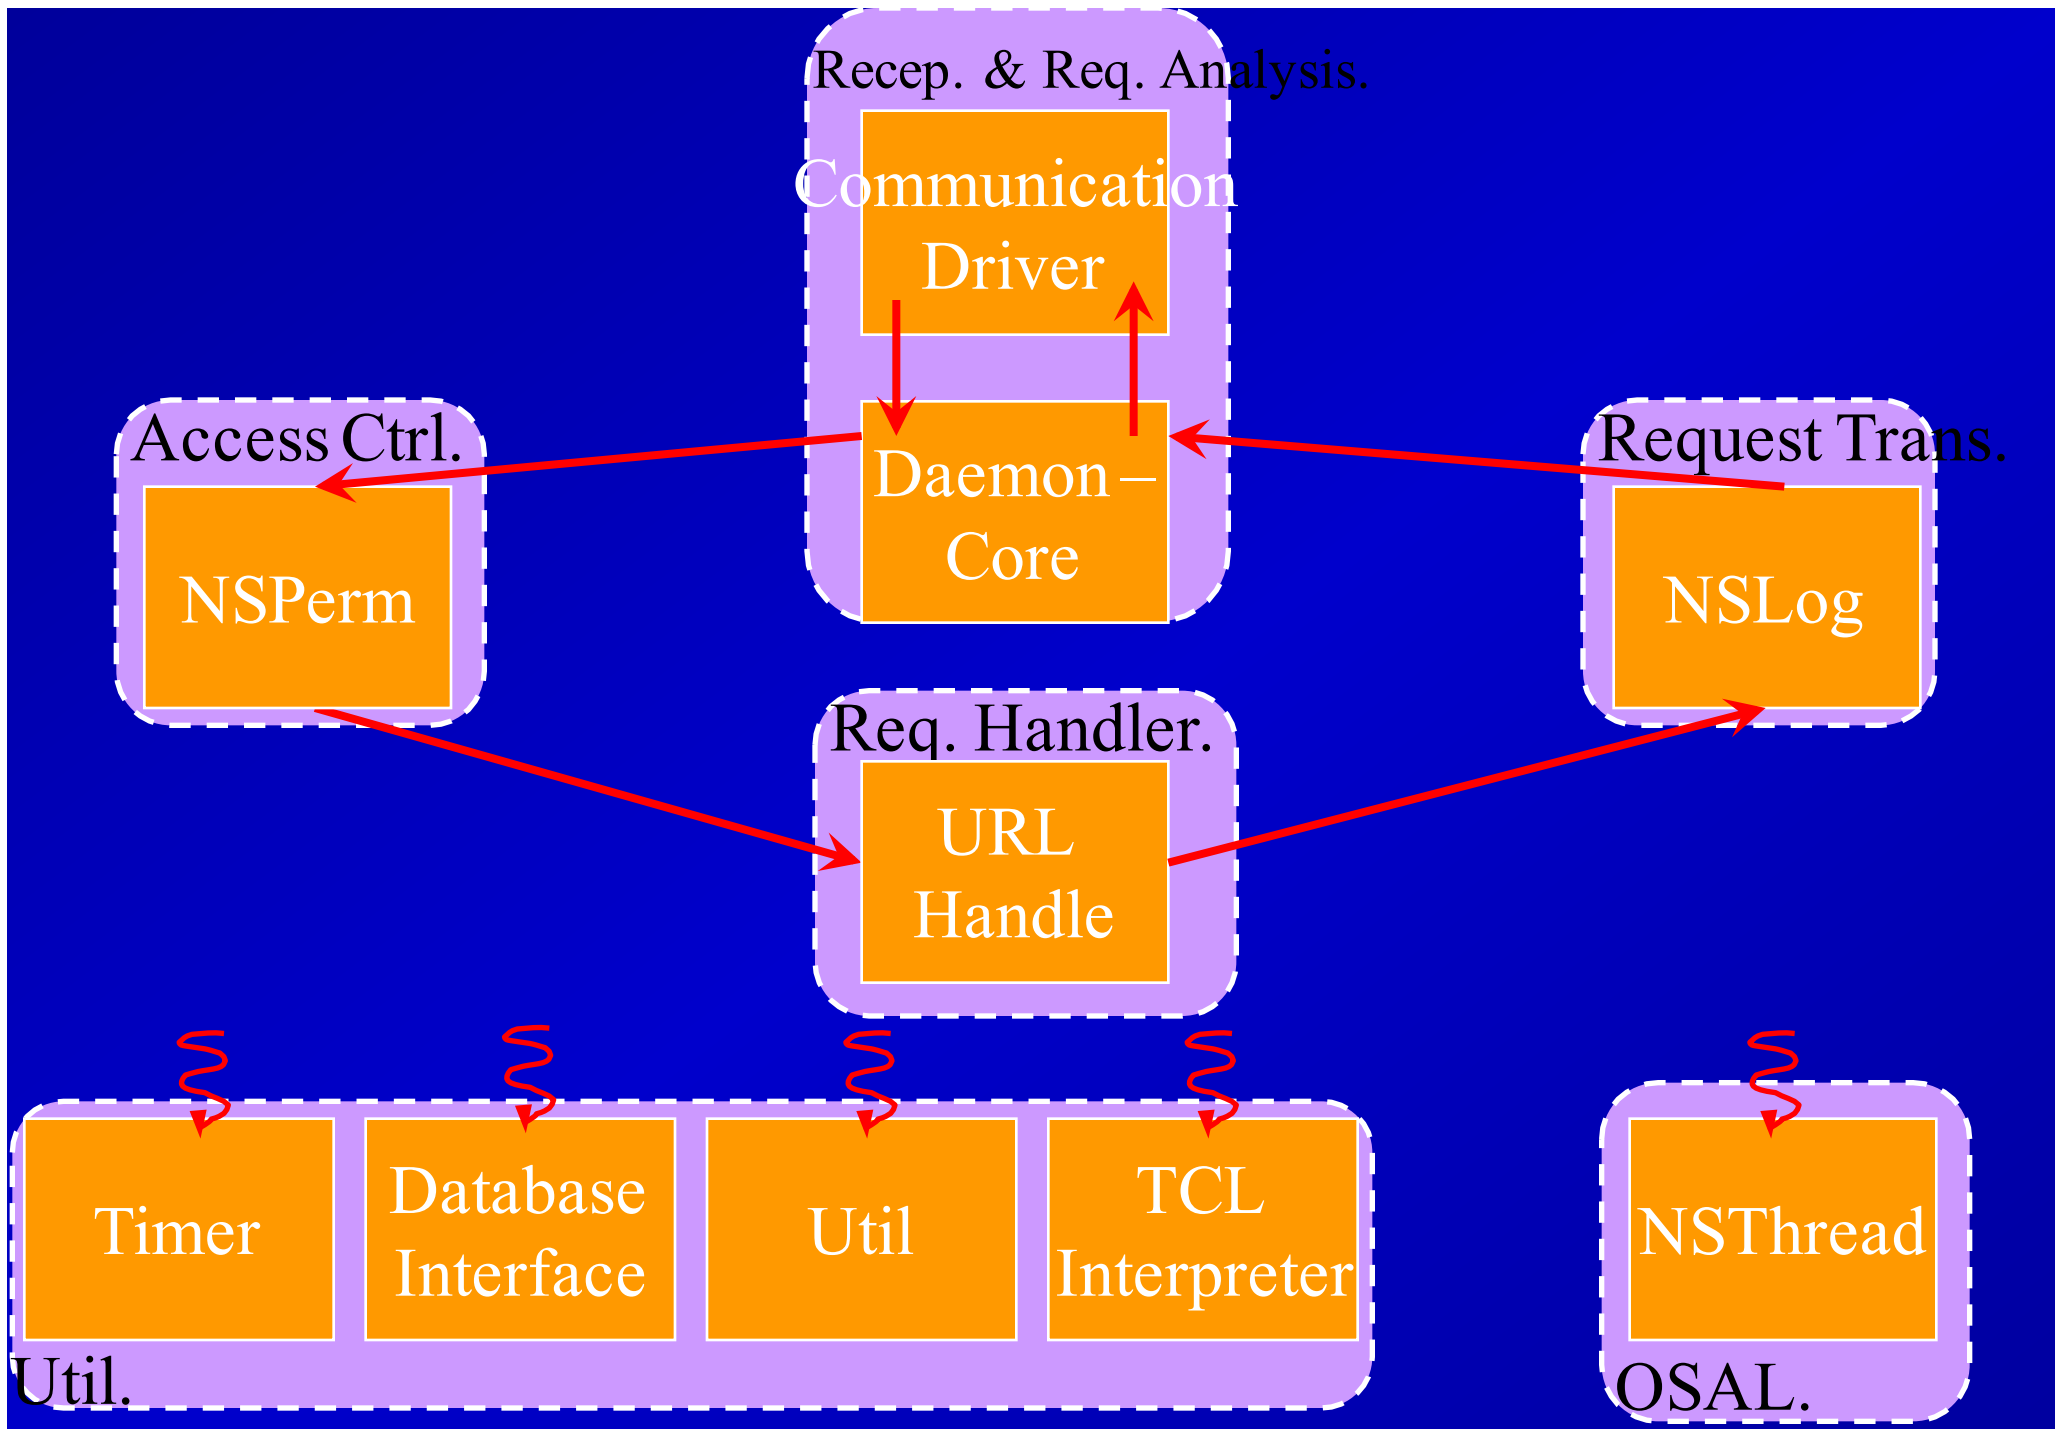 Recep. & Req. Analysis.
Communication
Driver
Daemon –
Core
Access Ctrl.
NSPerm
Request Trans.
NSLog
Req. Handler.
URL
Handle
Timer
Database
Interface
Util
TCL
Interpreter
Util.
NSThread
OSAL.